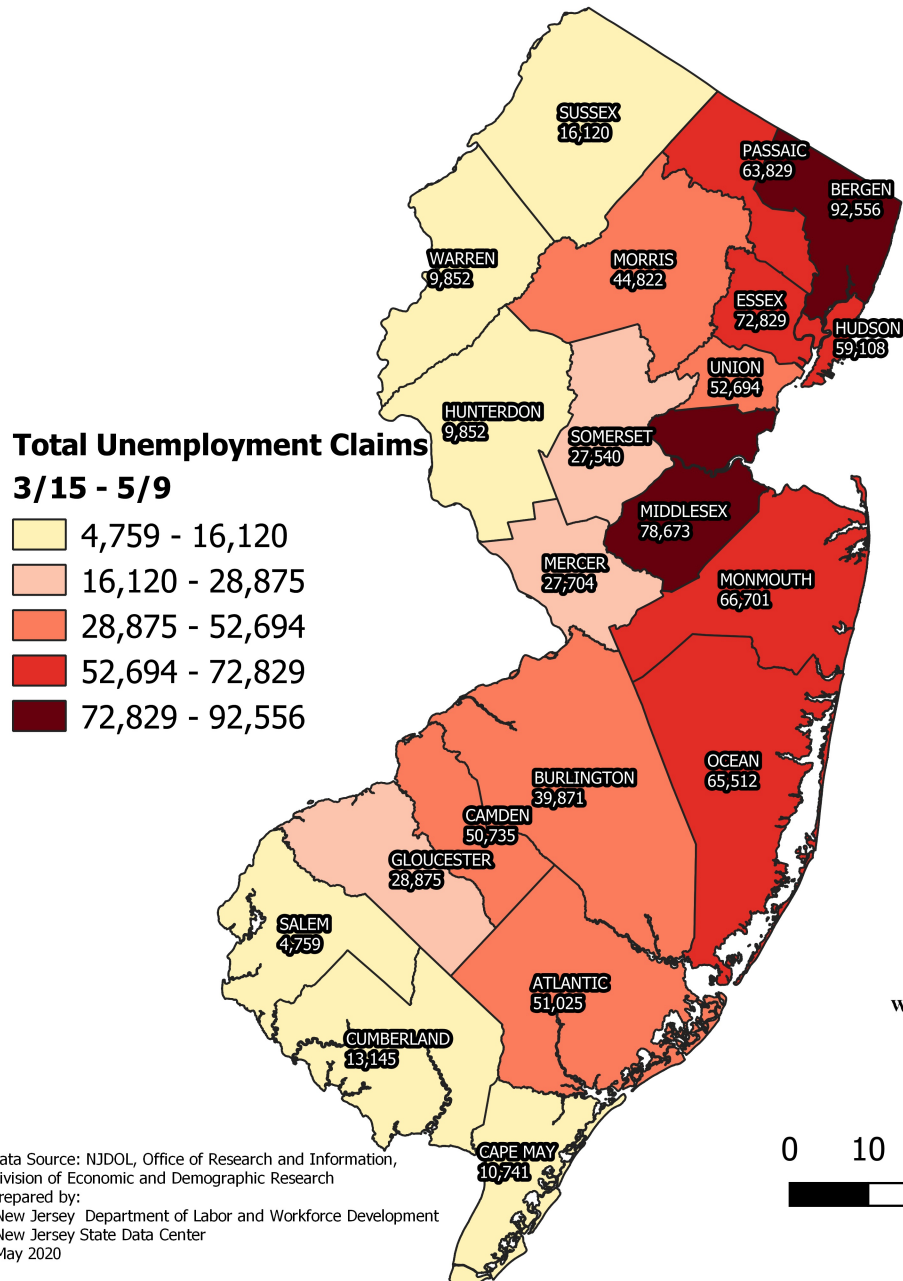 SUSSEX
16,120
PASSAIC
63,829
BERGEN
92,556
WARREN
9,852
MORRIS
44,822
ESSEX
72,829
HUDSON
59,108
UNION
52,694
HUNTERDON
9,852
SOMERSET
27,540
Total Unemployment Claims
3/15 - 5/9
4,759 - 16,120
16,120 - 28,875
28,875 - 52,694
52,694 - 72,829
72,829 - 92,556
MIDDLESEX
78,673
MERCER
27,704
MONMOUTH
66,701
OCEAN
65,512
BURLINGTON
39,871
CAMDEN
50,735
GLOUCESTER
28,875
SALEM
4,759
ATLANTIC
51,025
W
CUMBERLAND
13,145
CAPE MAY
10,741
0 10
ata Source: NJDOL, Office of Research and Information,
ivision of Economic and Demographic Research
repared by:
New Jersey Department of Labor and Workforce Development
New Jersey State Data Center
May 2020